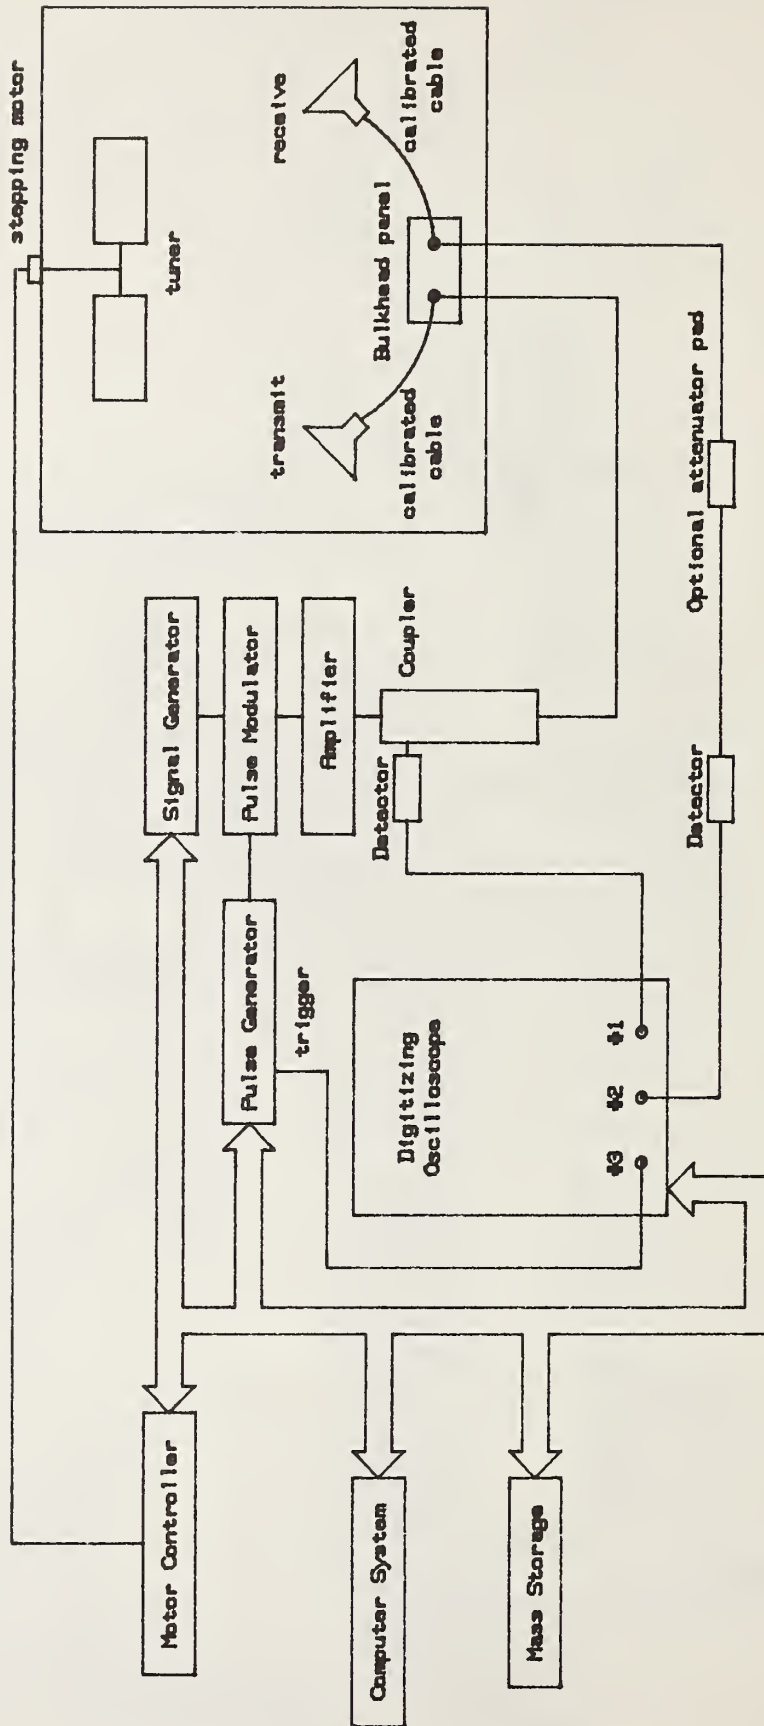 stepping motor
tuner
transmit
receive
calibrated
cable
Bulkhead panel
calibrated
cable
Motor Controller
Signal Generator
Pulse Generator
Pulse Modulator
trigger
Amplifier
Computer System
Digitizing
Oscilloscope
Detector
Coupler
Mass Storage
#3
#2
#1
Detector
Optional attenuator pad